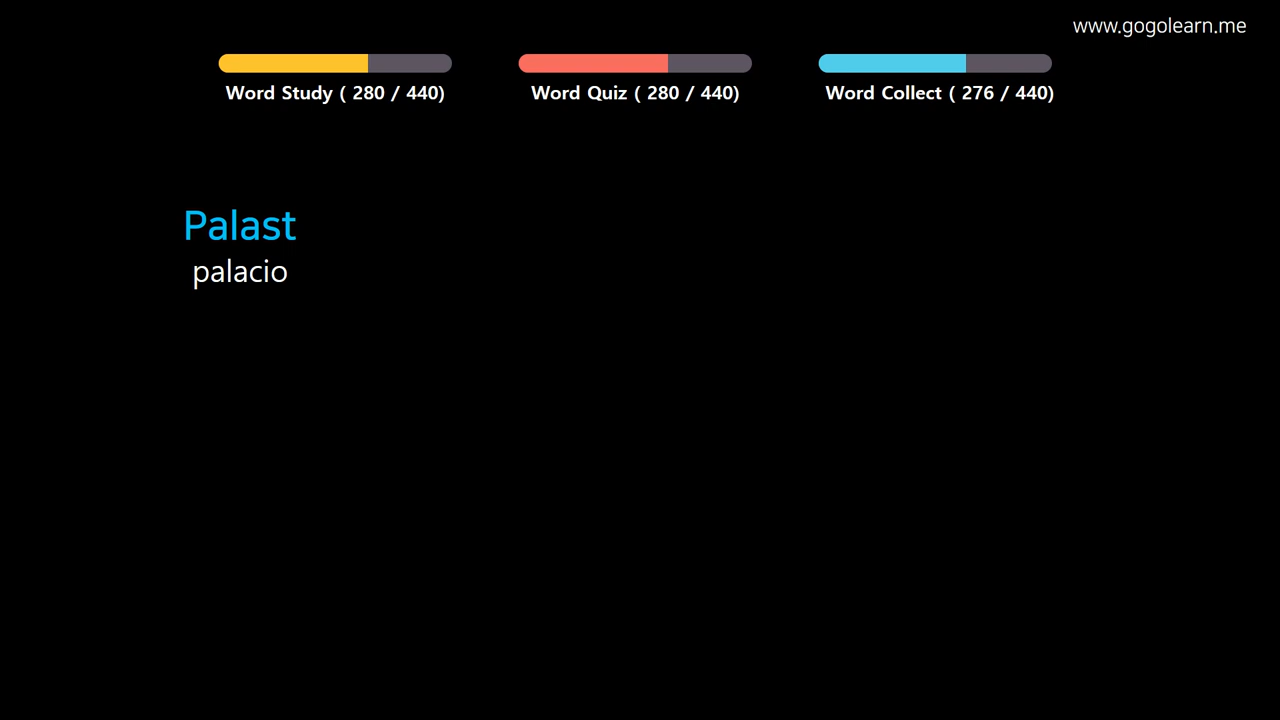 www.gogolearn.me
Word Study ( 280 / 440)
Word Quiz ( 280 / 440)
Word Collect ( 276 / 440)
Palast
palacio